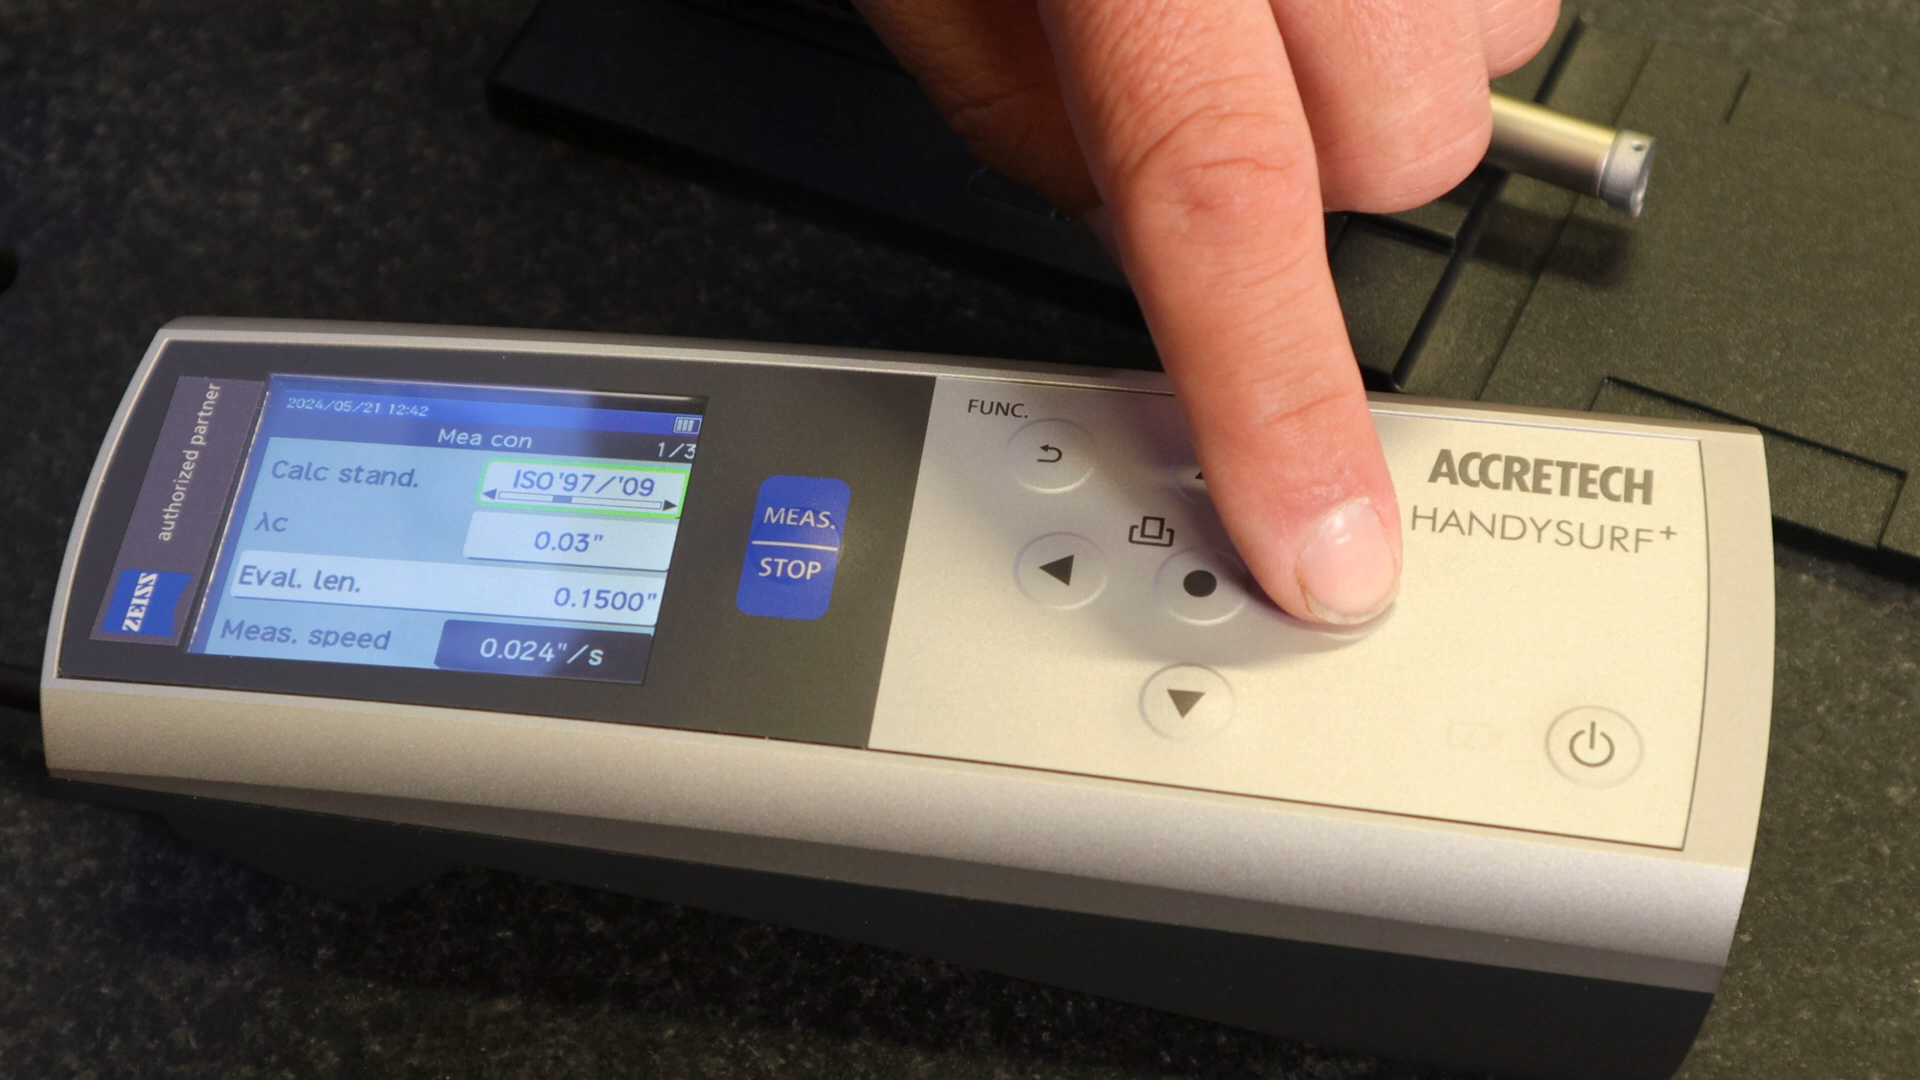 authorized partner
ZEISS
2024/05/21 12:42
Mea con
1/3
Calc stand.
ISO'97/'09
λc
0.03"
Eval. len.
0.1500"
Meas. speed
0.024"/s
MEAS.
STOP
FUNC.
ACCRETECH
HANDYSURF+